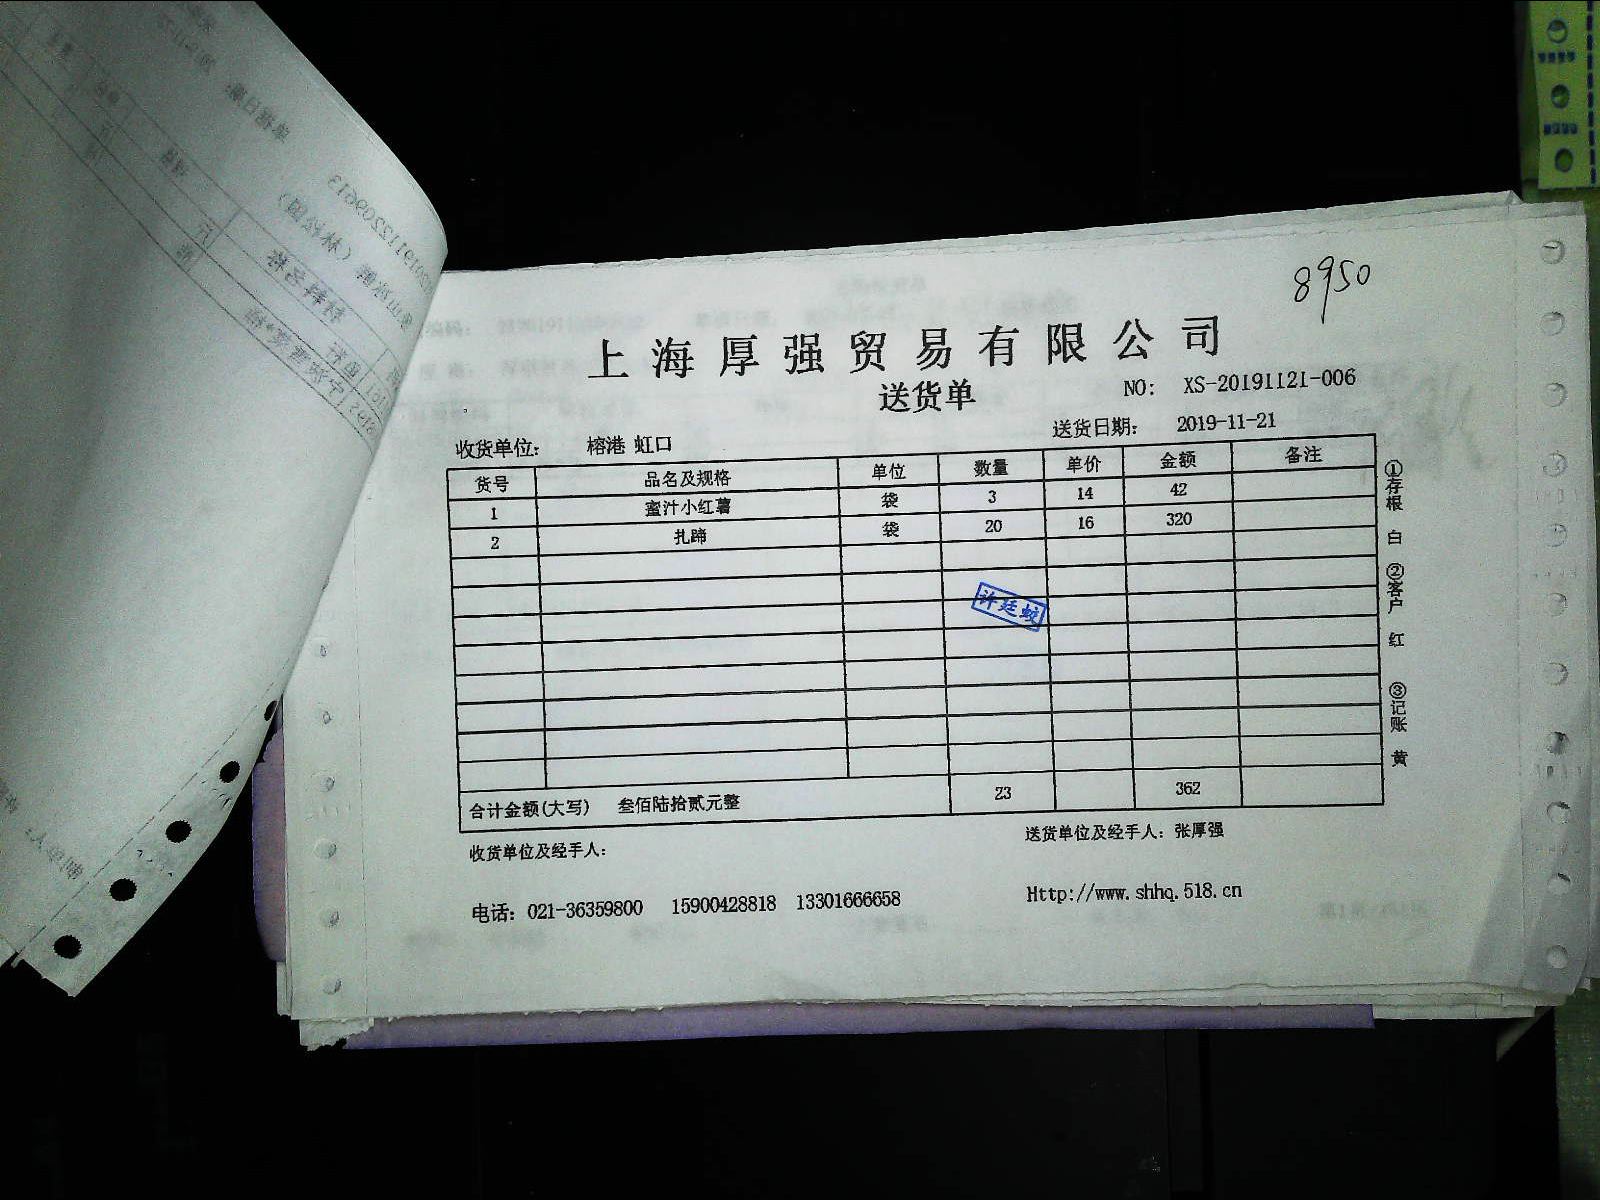 8950
上海厚强贸易有限公司
送货单
NO: XS-20191121-006
收货单位: 榕港 虹口
送货日期: 2019-11-21
货号 品名及规格 单位 数量 单价 金额 备注
1 蜜汁小红薯 袋 3 14 42
2 扎蹄 袋 20 16 320
许廷蛟
合计金额(大写) 叁佰陆拾贰元整 23 362
收货单位及经手人:
送货单位及经手人: 张厚强
电话: 021-36359800 15900428818 13301666658
Http://www.shhq.518.cn
①存根 白 ②客户 红 ③记账 黄